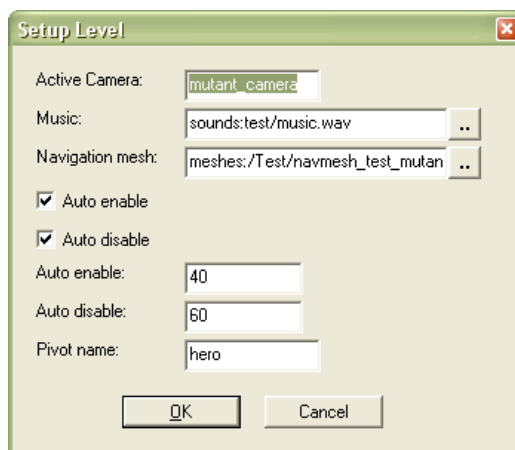 Setup Level
Active Camera: mutant_camera
Music: sounds:test/music.wav ..
Navigation mesh: meshes:/Test/navmesh_test_mutan ..
Auto enable
Auto disable
Auto enable: 40
Auto disable: 60
Pivot name: hero
OK Cancel